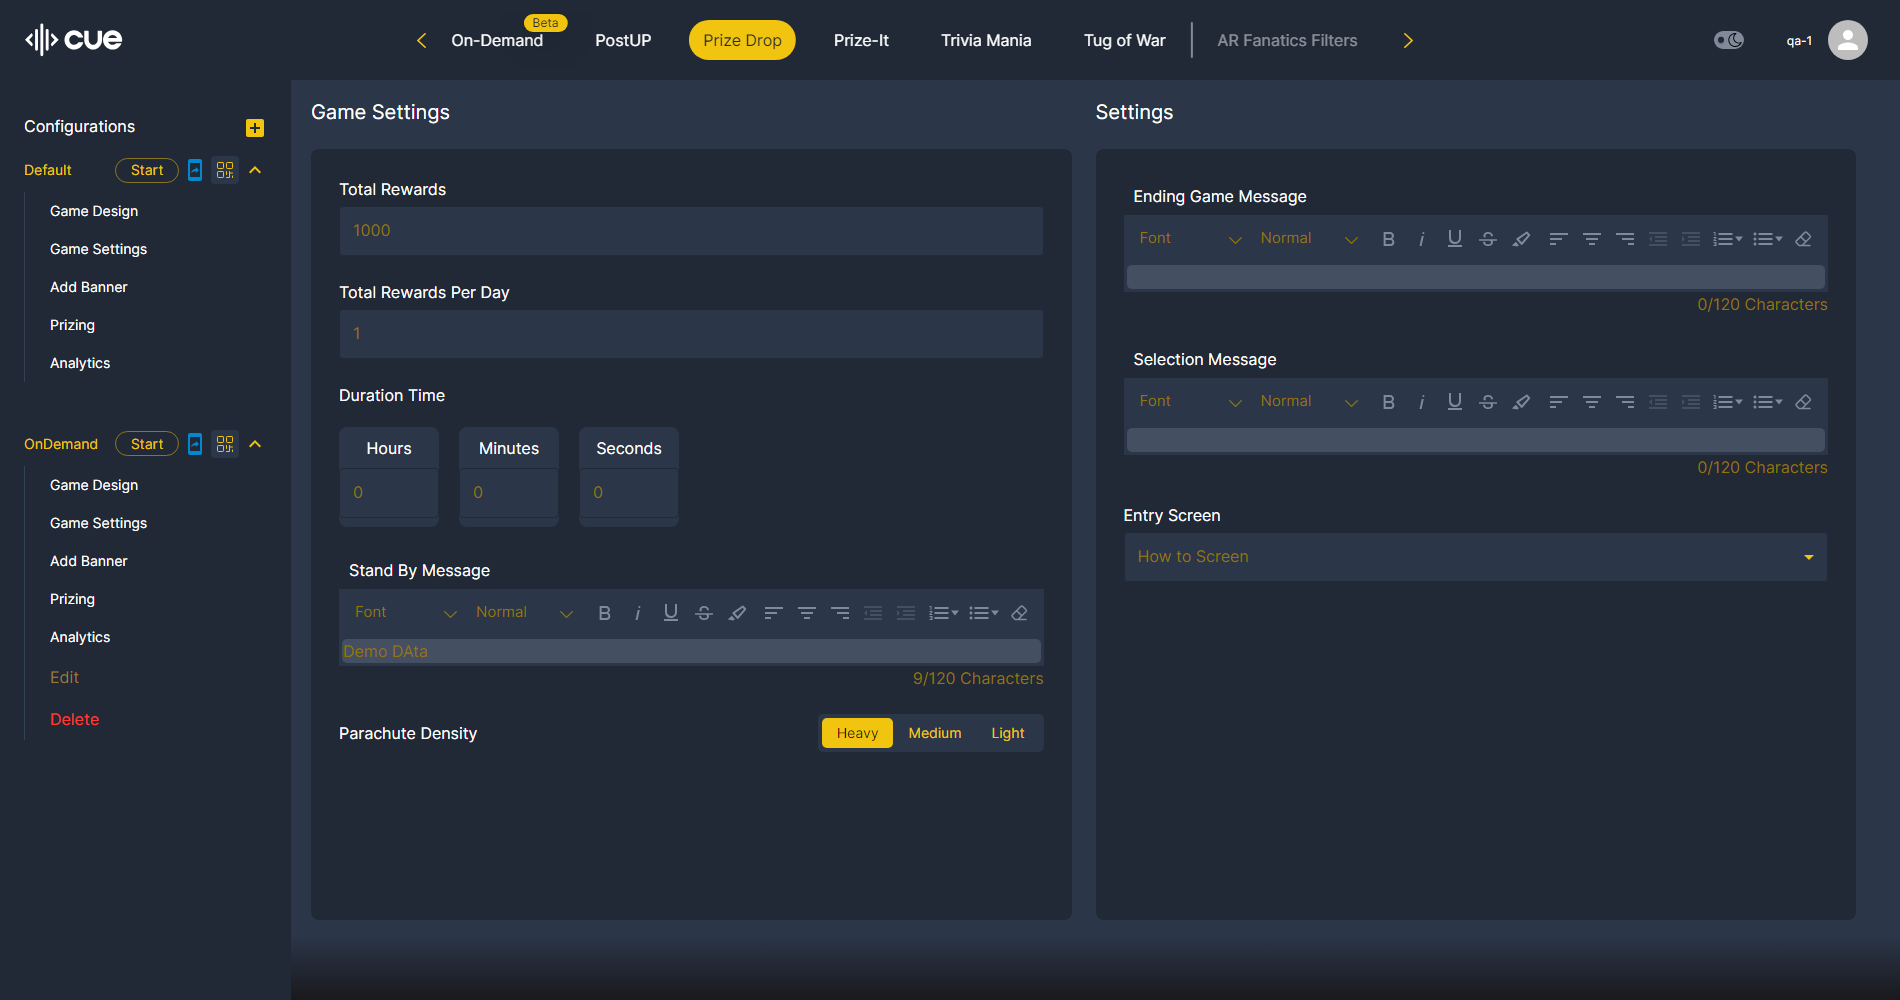 cue
Beta
On-Demand PostUP Prize Drop Prize-It Trivia Mania Tug of War AR Fanatics Filters qa-1
Configurations
Default Start
Game Design
Game Settings
Add Banner
Prizing
Analytics
OnDemand Start
Game Design
Game Settings
Add Banner
Prizing
Analytics
Edit
Delete
Game Settings
Total Rewards
1000
Total Rewards Per Day
1
Duration Time
Hours Minutes Seconds
0 0 0
Stand By Message
Font Normal B i U S
Demo DAta
9/120 Characters
Parachute Density Heavy Medium Light
Settings
Ending Game Message
Font Normal B i U S
0/120 Characters
Selection Message
Font Normal B i U S
0/120 Characters
Entry Screen
How to Screen